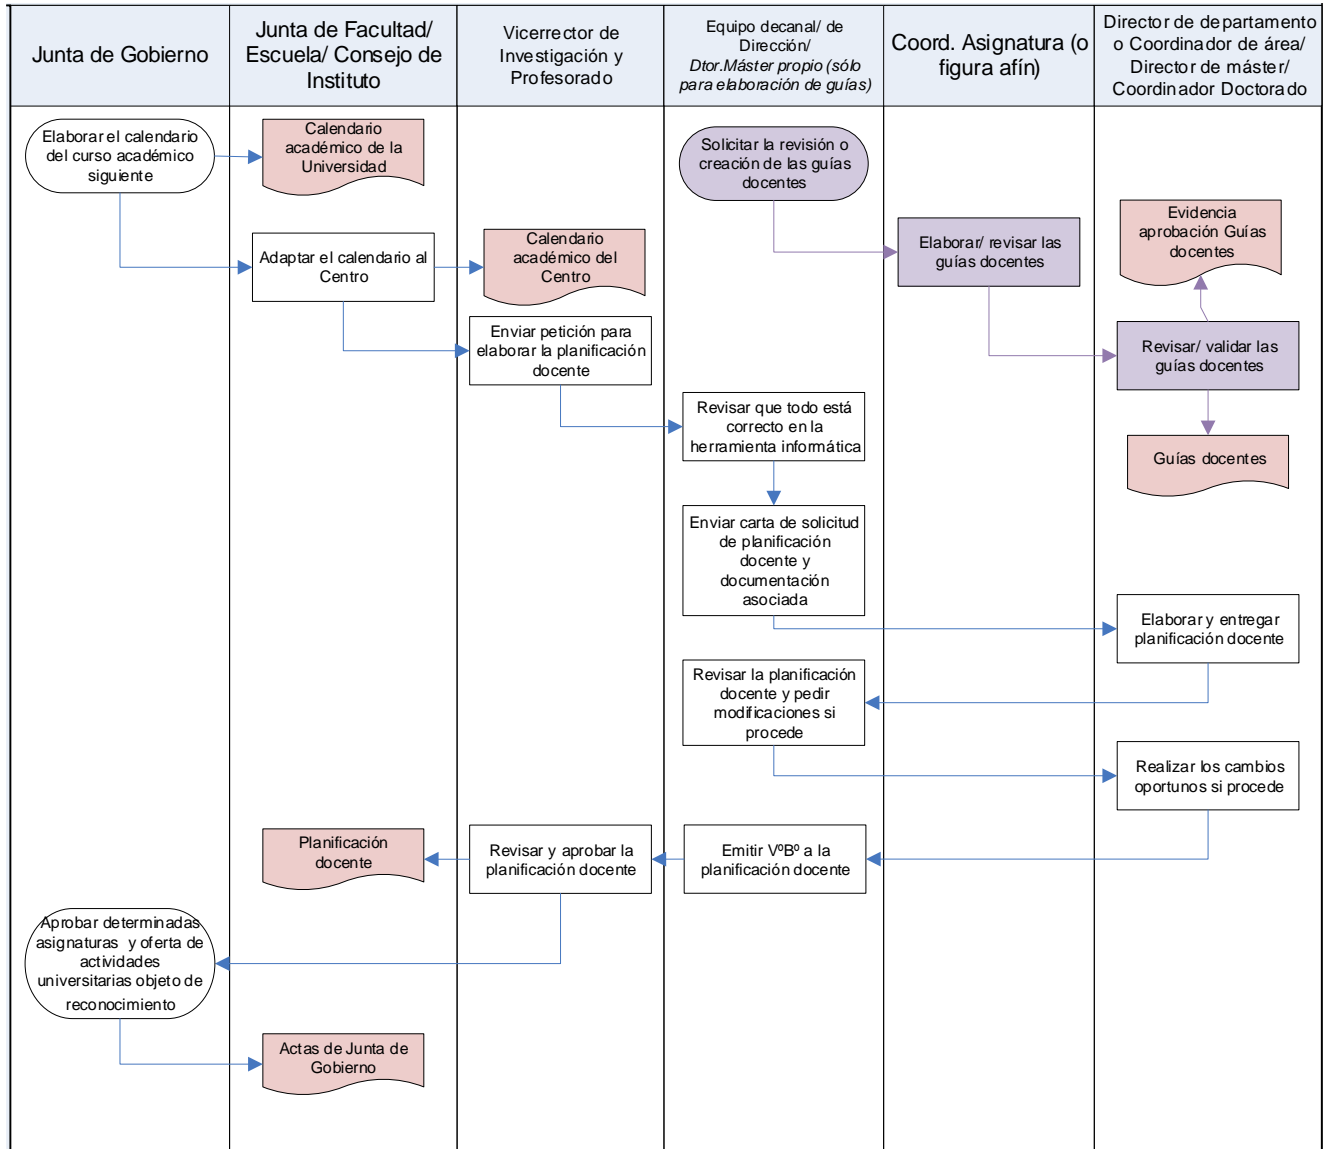 Junta de Gobierno
Junta de Facultad/
Escuela/ Consejo de
Instituto
Vicerrector de
Investigación y
Profesorado
Equipo decanal/ de
Dirección/
Dtor.Máster propio (sólo
para elaboración de guías)
Coord. Asignatura (o
figura afín)
Director de departamento
o Coordinador de área/
Director de máster/
Coordinador Doctorado
Elaborar el calendario
del curso académico
siguiente
Calendario
académico de la
Universidad
Solicitar la revisión o
creación de las guías
docentes
Evidencia
aprobación Guías
docentes
Adaptar el calendario al
Centro
Calendario
académico del
Centro
Elaborar/ revisar las
guías docentes
Enviar petición para
elaborar la planificación
docente
Revisar/ validar las
guías docentes
Revisar que todo está
correcto en la
herramienta informática
Guías docentes
Enviar carta de solicitud
de planificación
docente y
documentación
asociada
Elaborar y entregar
planificación docente
Revisar la planificación
docente y pedir
modificaciones si
procede
Realizar los cambios
oportunos si procede
Planificación
docente
Revisar y aprobar la
planificación docente
Emitir VºBº a la
planificación docente
Aprobar determinadas
asignaturas y oferta de
actividades
universitarias objeto de
reconocimiento
Actas de Junta de
Gobierno